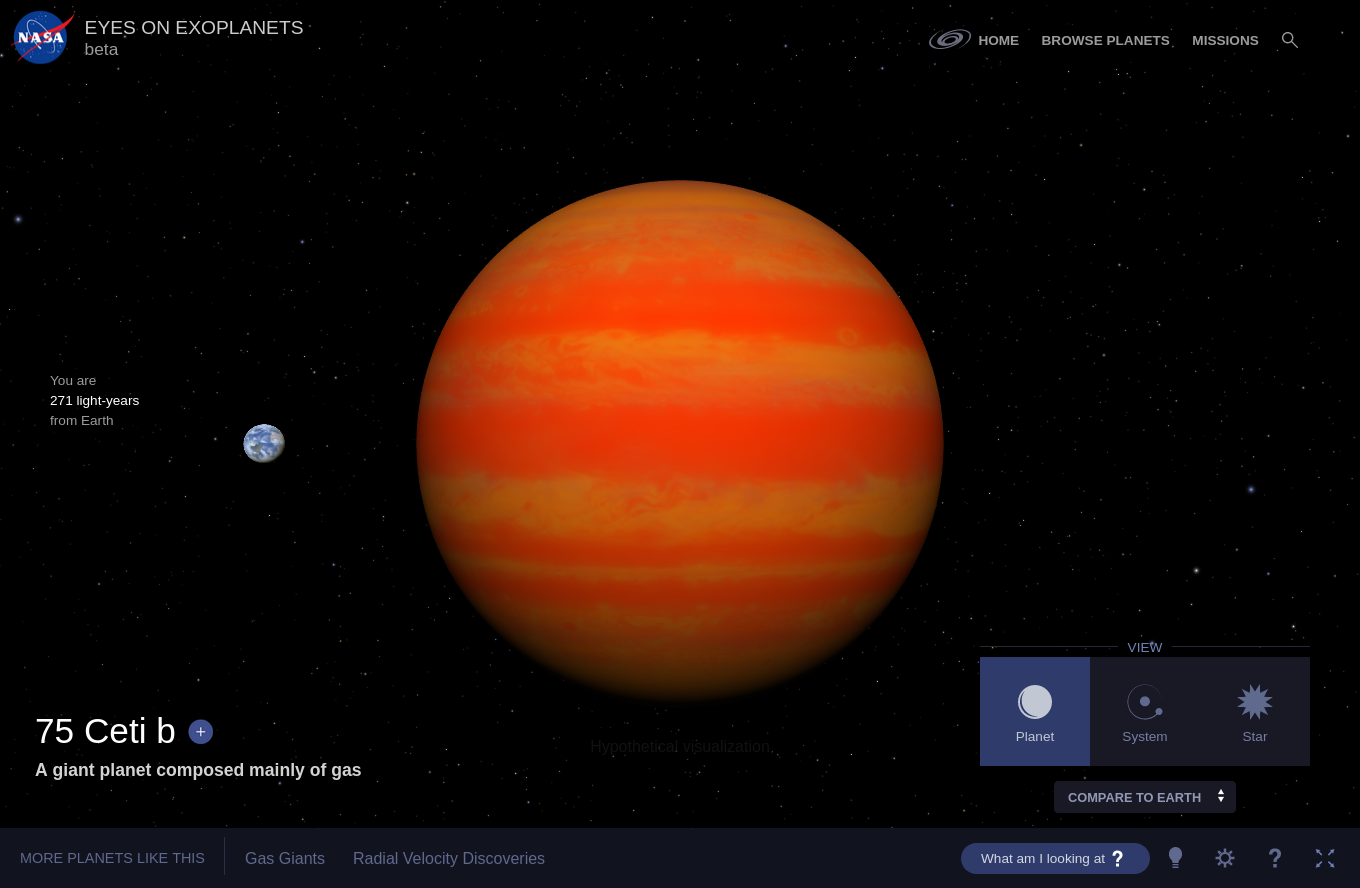 NASA
EYES ON EXOPLANETS
beta
HOME
BROWSE PLANETS
MISSIONS
You are
271 light-years
from Earth
75 Ceti b +
A giant planet composed mainly of gas
Hypothetical visualization
VIEW
Planet
System
Star
COMPARE TO EARTH
MORE PLANETS LIKE THIS
Gas Giants
Radial Velocity Discoveries
What am I looking at ?
?